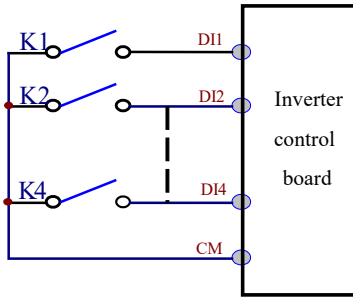 K1
DI1
K2
DI2
Inverter
control
board
K4
DI4
CM